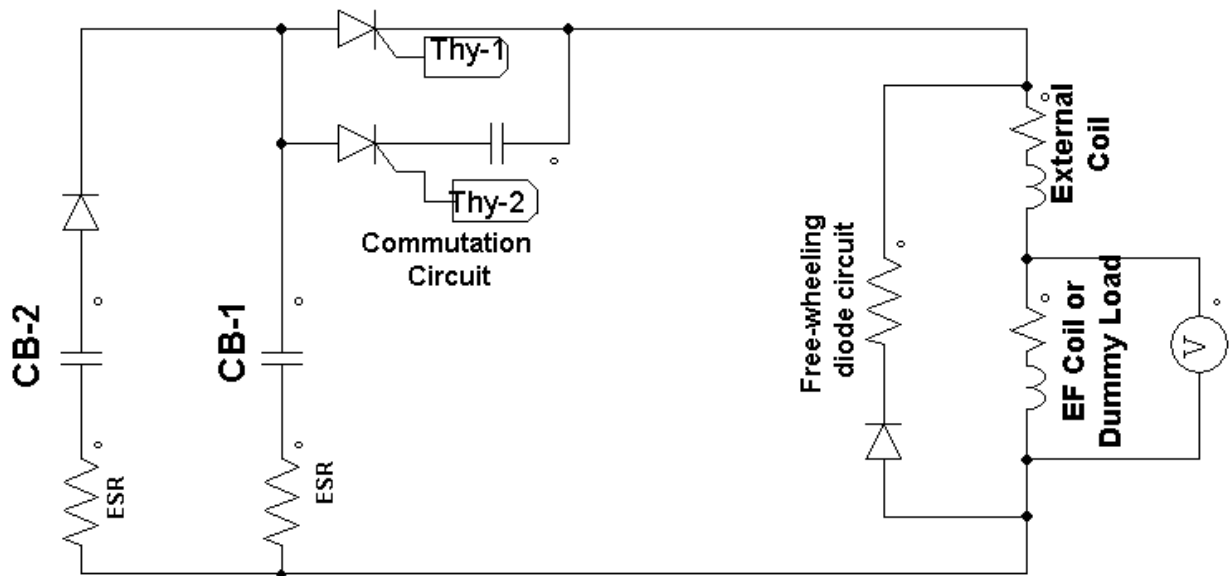 Thy-1
Thy-2
Commutation
Circuit
CB-2
CB-1
ESR
ESR
Free-wheeling
diode circuit
External
Coil
EF Coil or
Dummy Load
V